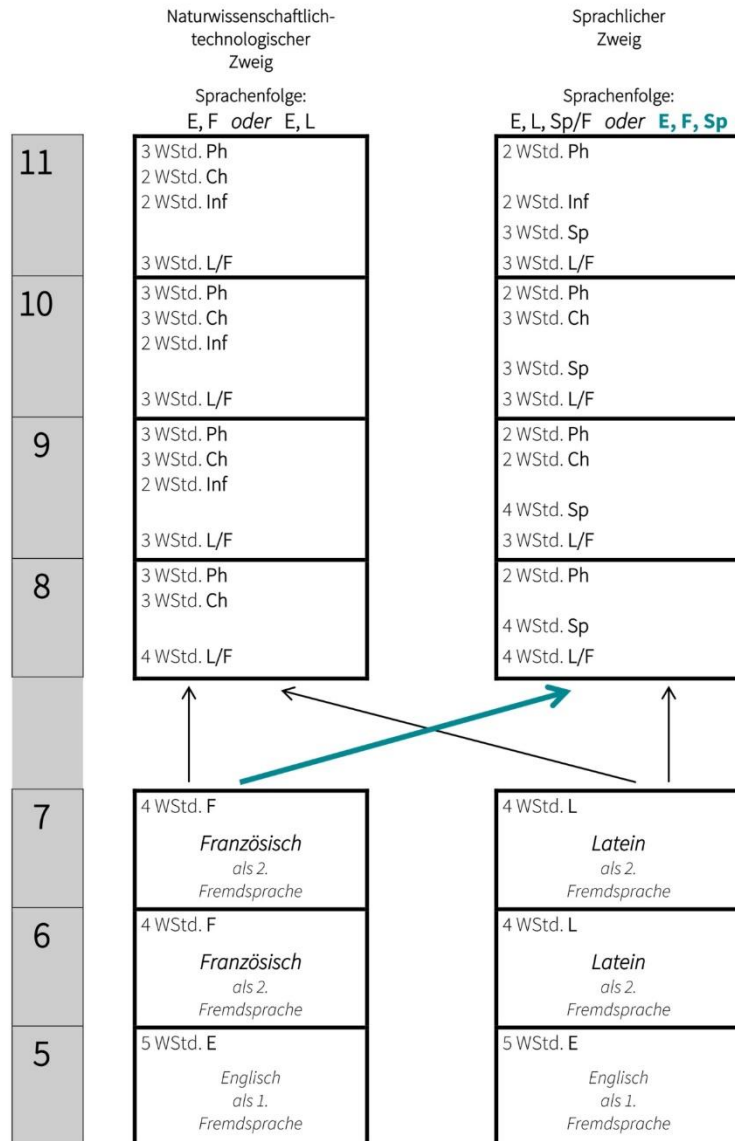 Naturwissenschaftlich-
technologischer
Zweig
Sprachenfolge:
E, F oder E, L
Sprachlicher
Zweig
Sprachenfolge:
E, L, Sp/F oder E, F, Sp
11
3 WStd. Ph
2 WStd. Ch
2 WStd. Inf
3 WStd. L/F
2 WStd. Ph
2 WStd. Inf
3 WStd. Sp
3 WStd. L/F
10
3 WStd. Ph
3 WStd. Ch
2 WStd. Inf
3 WStd. L/F
2 WStd. Ph
3 WStd. Ch
3 WStd. Sp
3 WStd. L/F
9
3 WStd. Ph
3 WStd. Ch
2 WStd. Inf
3 WStd. L/F
2 WStd. Ph
2 WStd. Ch
4 WStd. Sp
3 WStd. L/F
8
3 WStd. Ph
3 WStd. Ch
4 WStd. L/F
2 WStd. Ph
4 WStd. Sp
4 WStd. L/F
7
4 WStd. F
Französisch
als 2.
Fremdsprache
4 WStd. L
Latein
als 2.
Fremdsprache
6
4 WStd. F
Französisch
als 2.
Fremdsprache
4 WStd. L
Latein
als 2.
Fremdsprache
5
5 WStd. E
Englisch
als 1.
Fremdsprache
5 WStd. E
Englisch
als 1.
Fremdsprache